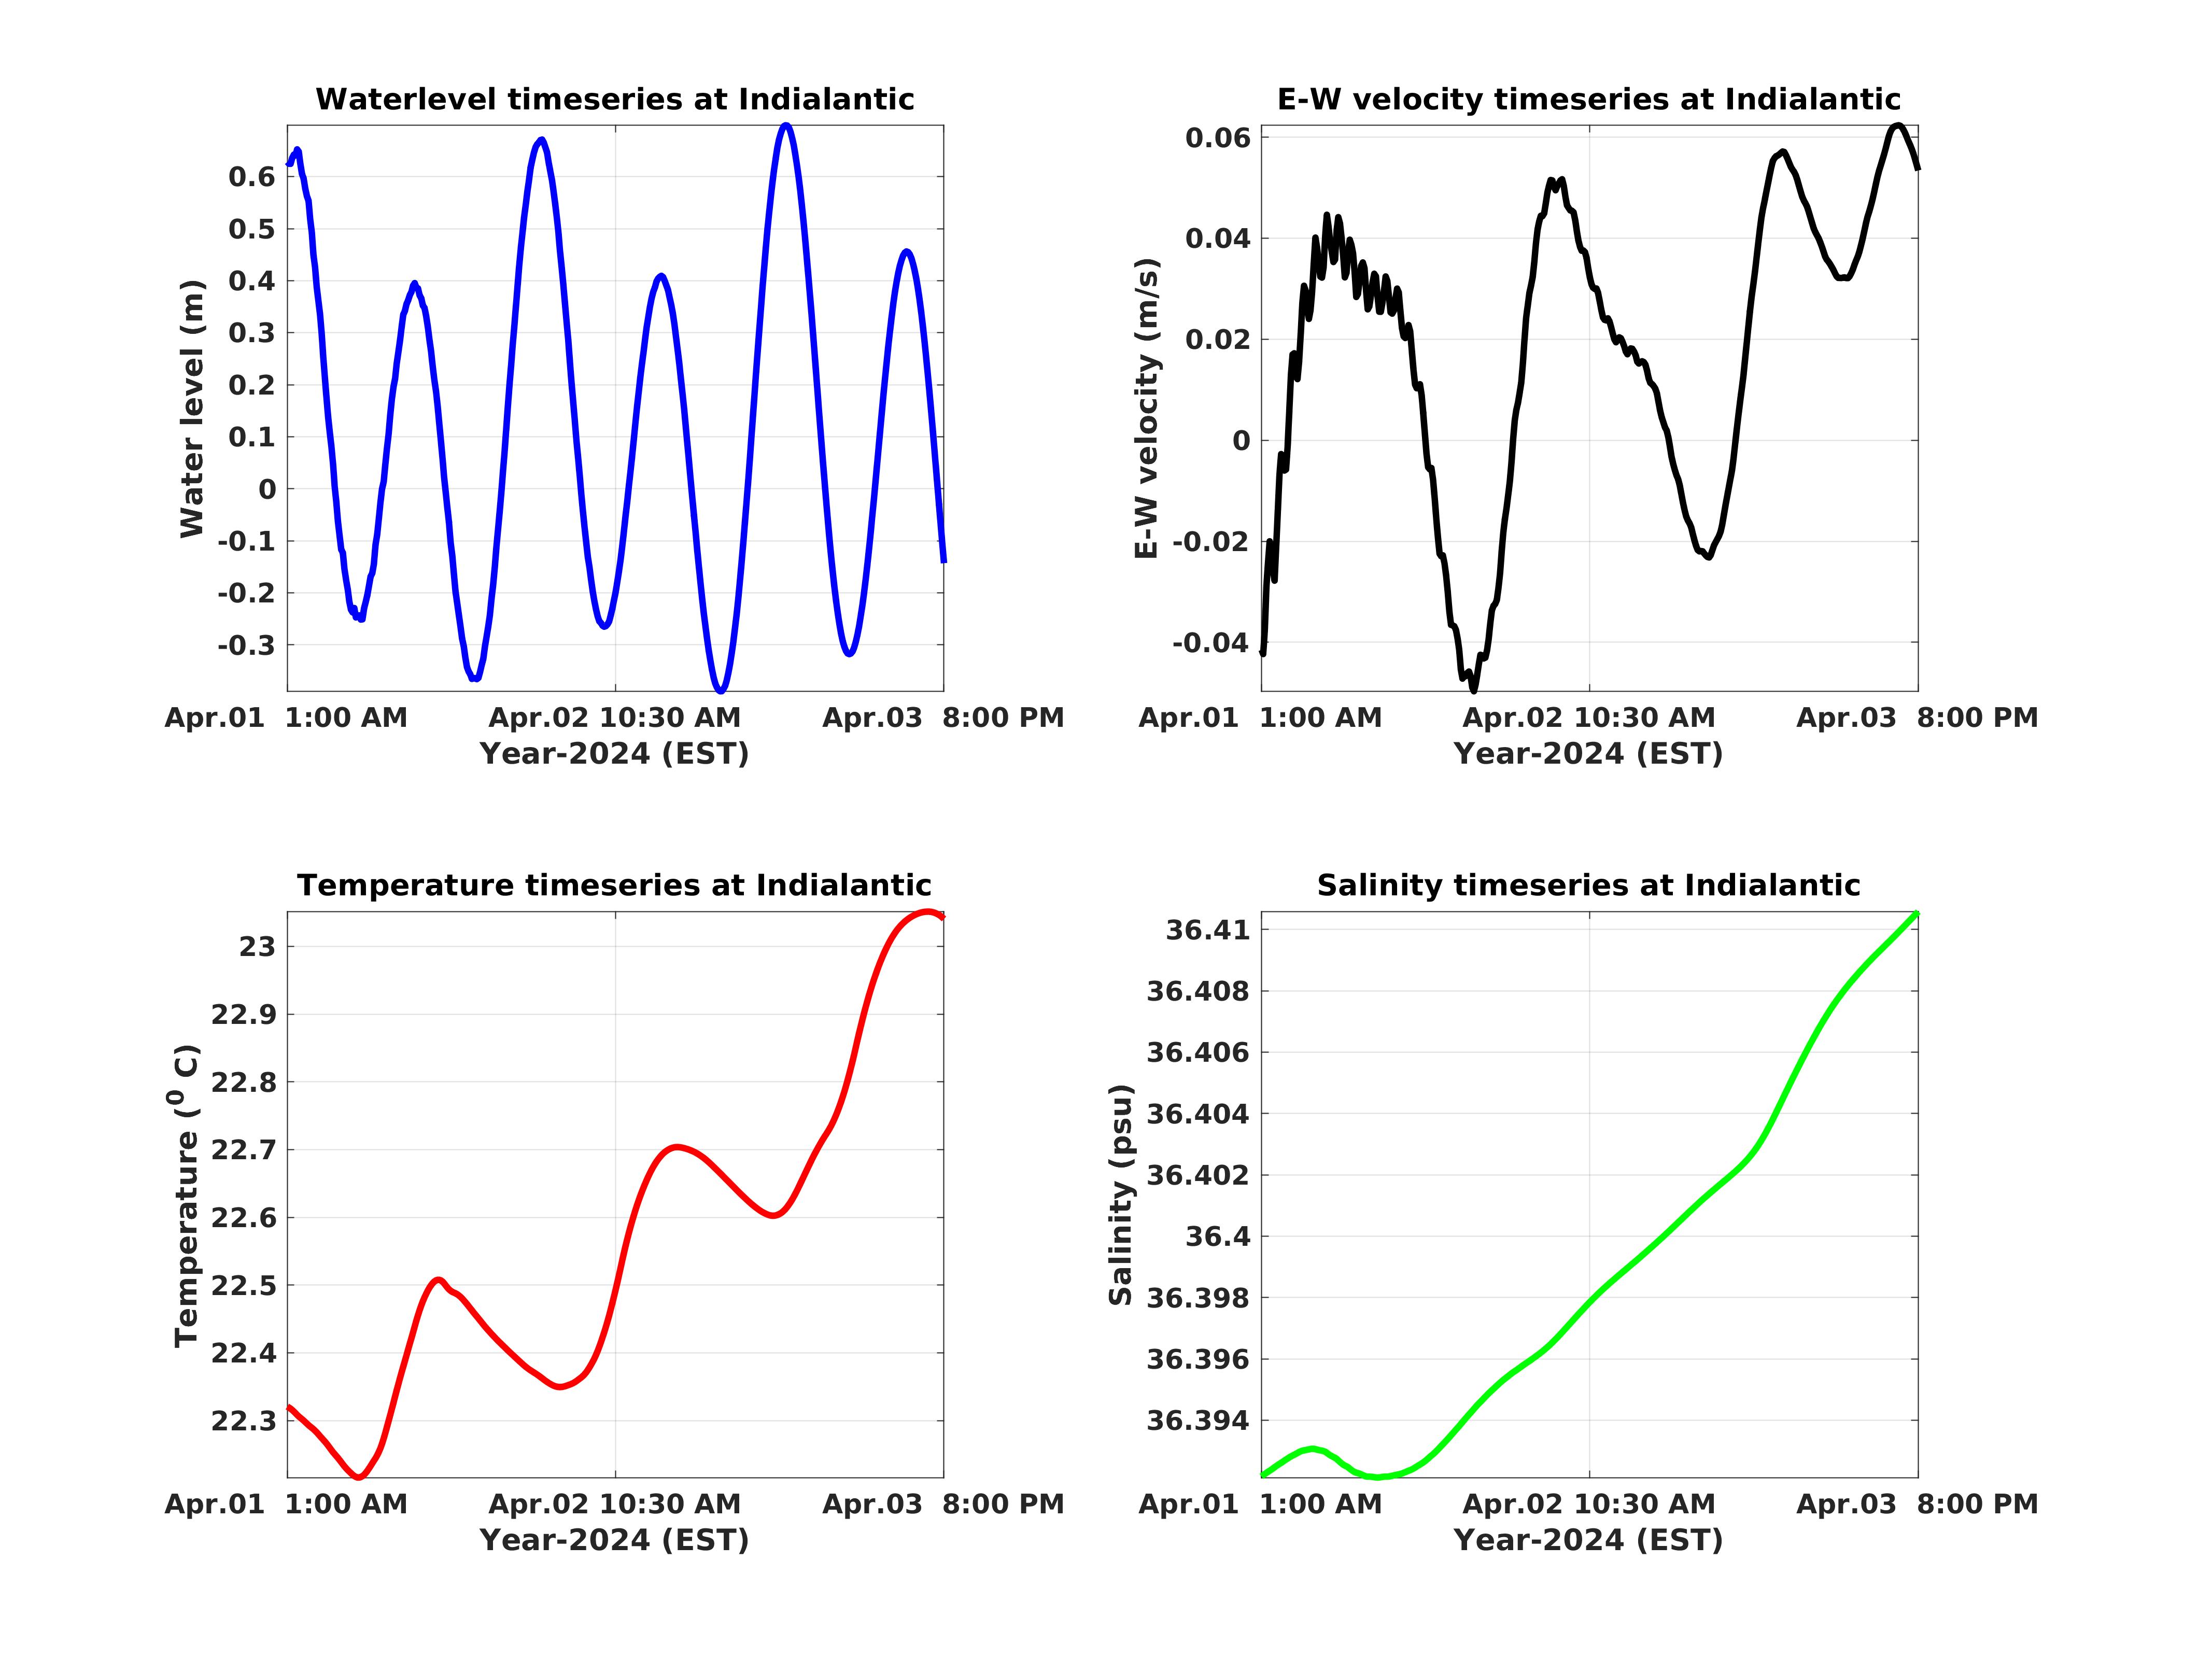 Waterlevel timeseries at Indialantic
0.6
0.5
0.4
0.3
0.2
0.1
0
-0.1
-0.2
-0.3
Water level (m)
Apr.01 1:00 AM Apr.02 10:30 AM Apr.03 8:00 PM
Year-2024 (EST)
E-W velocity timeseries at Indialantic
0.06
0.04
0.02
0
-0.02
-0.04
E-W velocity (m/s)
Apr.01 1:00 AM Apr.02 10:30 AM Apr.03 8:00 PM
Year-2024 (EST)
Temperature timeseries at Indialantic
23
22.9
22.8
22.7
22.6
22.5
22.4
22.3
Temperature (⁰ C)
Apr.01 1:00 AM Apr.02 10:30 AM Apr.03 8:00 PM
Year-2024 (EST)
Salinity timeseries at Indialantic
36.41
36.408
36.406
36.404
36.402
36.4
36.398
36.396
36.394
Salinity (psu)
Apr.01 1:00 AM Apr.02 10:30 AM Apr.03 8:00 PM
Year-2024 (EST)